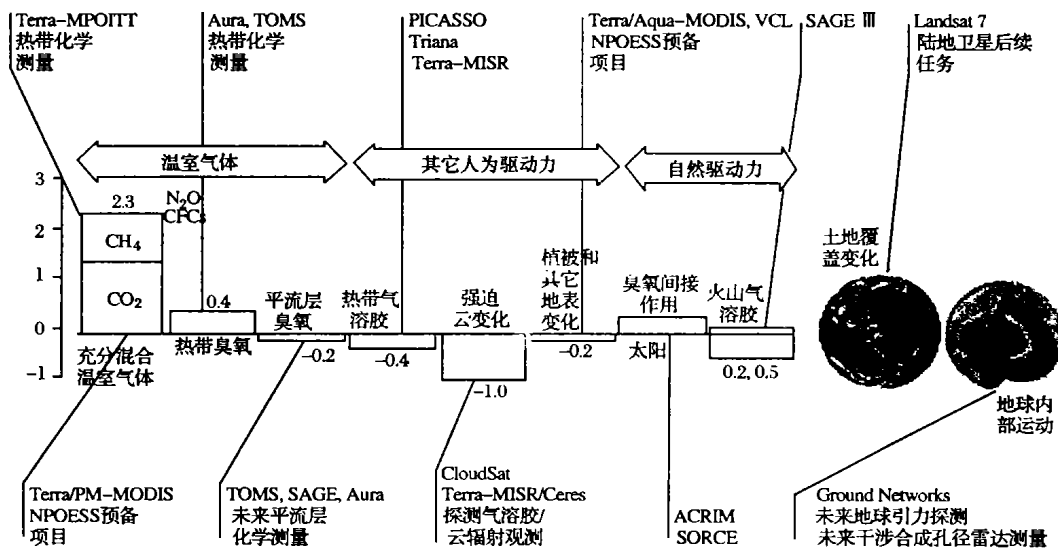 Terra-MPOITT
热带化学
测量
Aura, TOMS
热带化学
测量
PICASSO
Triana
Terra-MISR
Terra/Aqua-MODIS, VCL
NPOESS预备
项目
SAGE Ⅲ
Landsat 7
陆地卫星后续
任务
温室气体
其它人为驱动力
自然驱动力
3
2
1
0
-1
2.3
CH₄
CO₂
N₂O
CFCs
充分混合
温室气体
0.4
热带臭氧
平流层
臭氧
-0.2
热带气
溶胶
-0.4
强迫
云变化
-1.0
植被和
其它
地表
变化
-0.2
臭氧间接
作用
太阳
火山气
溶胶
0.2, 0.5
土地覆
盖变化
地球内
部运动
Terra/PM-MODIS
NPOESS预备
项目
TOMS, SAGE, Aura
未来平流层
化学测量
CloudSat
Terra-MISR/Ceres
探测气溶胶/
云辐射观测
ACRIM
SORCE
Ground Networks
未来地球引力探测
未来干涉合成孔径雷达测量